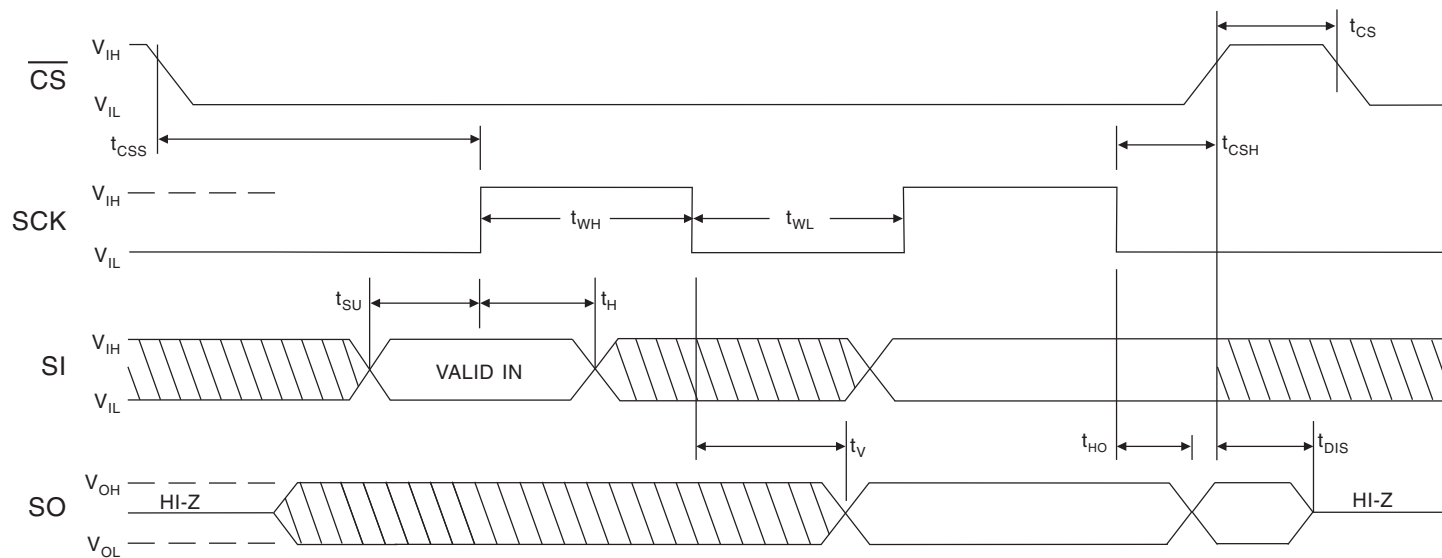 V_IH
t_CS
CS
V_IL
t_CSS
t_CSH
V_IH
SCK
t_WH
t_WL
V_IL
t_SU
t_H
V_IH
SI
VALID IN
V_IL
t_V
t_HO
t_DIS
V_OH
HI-Z
HI-Z
SO
V_OL